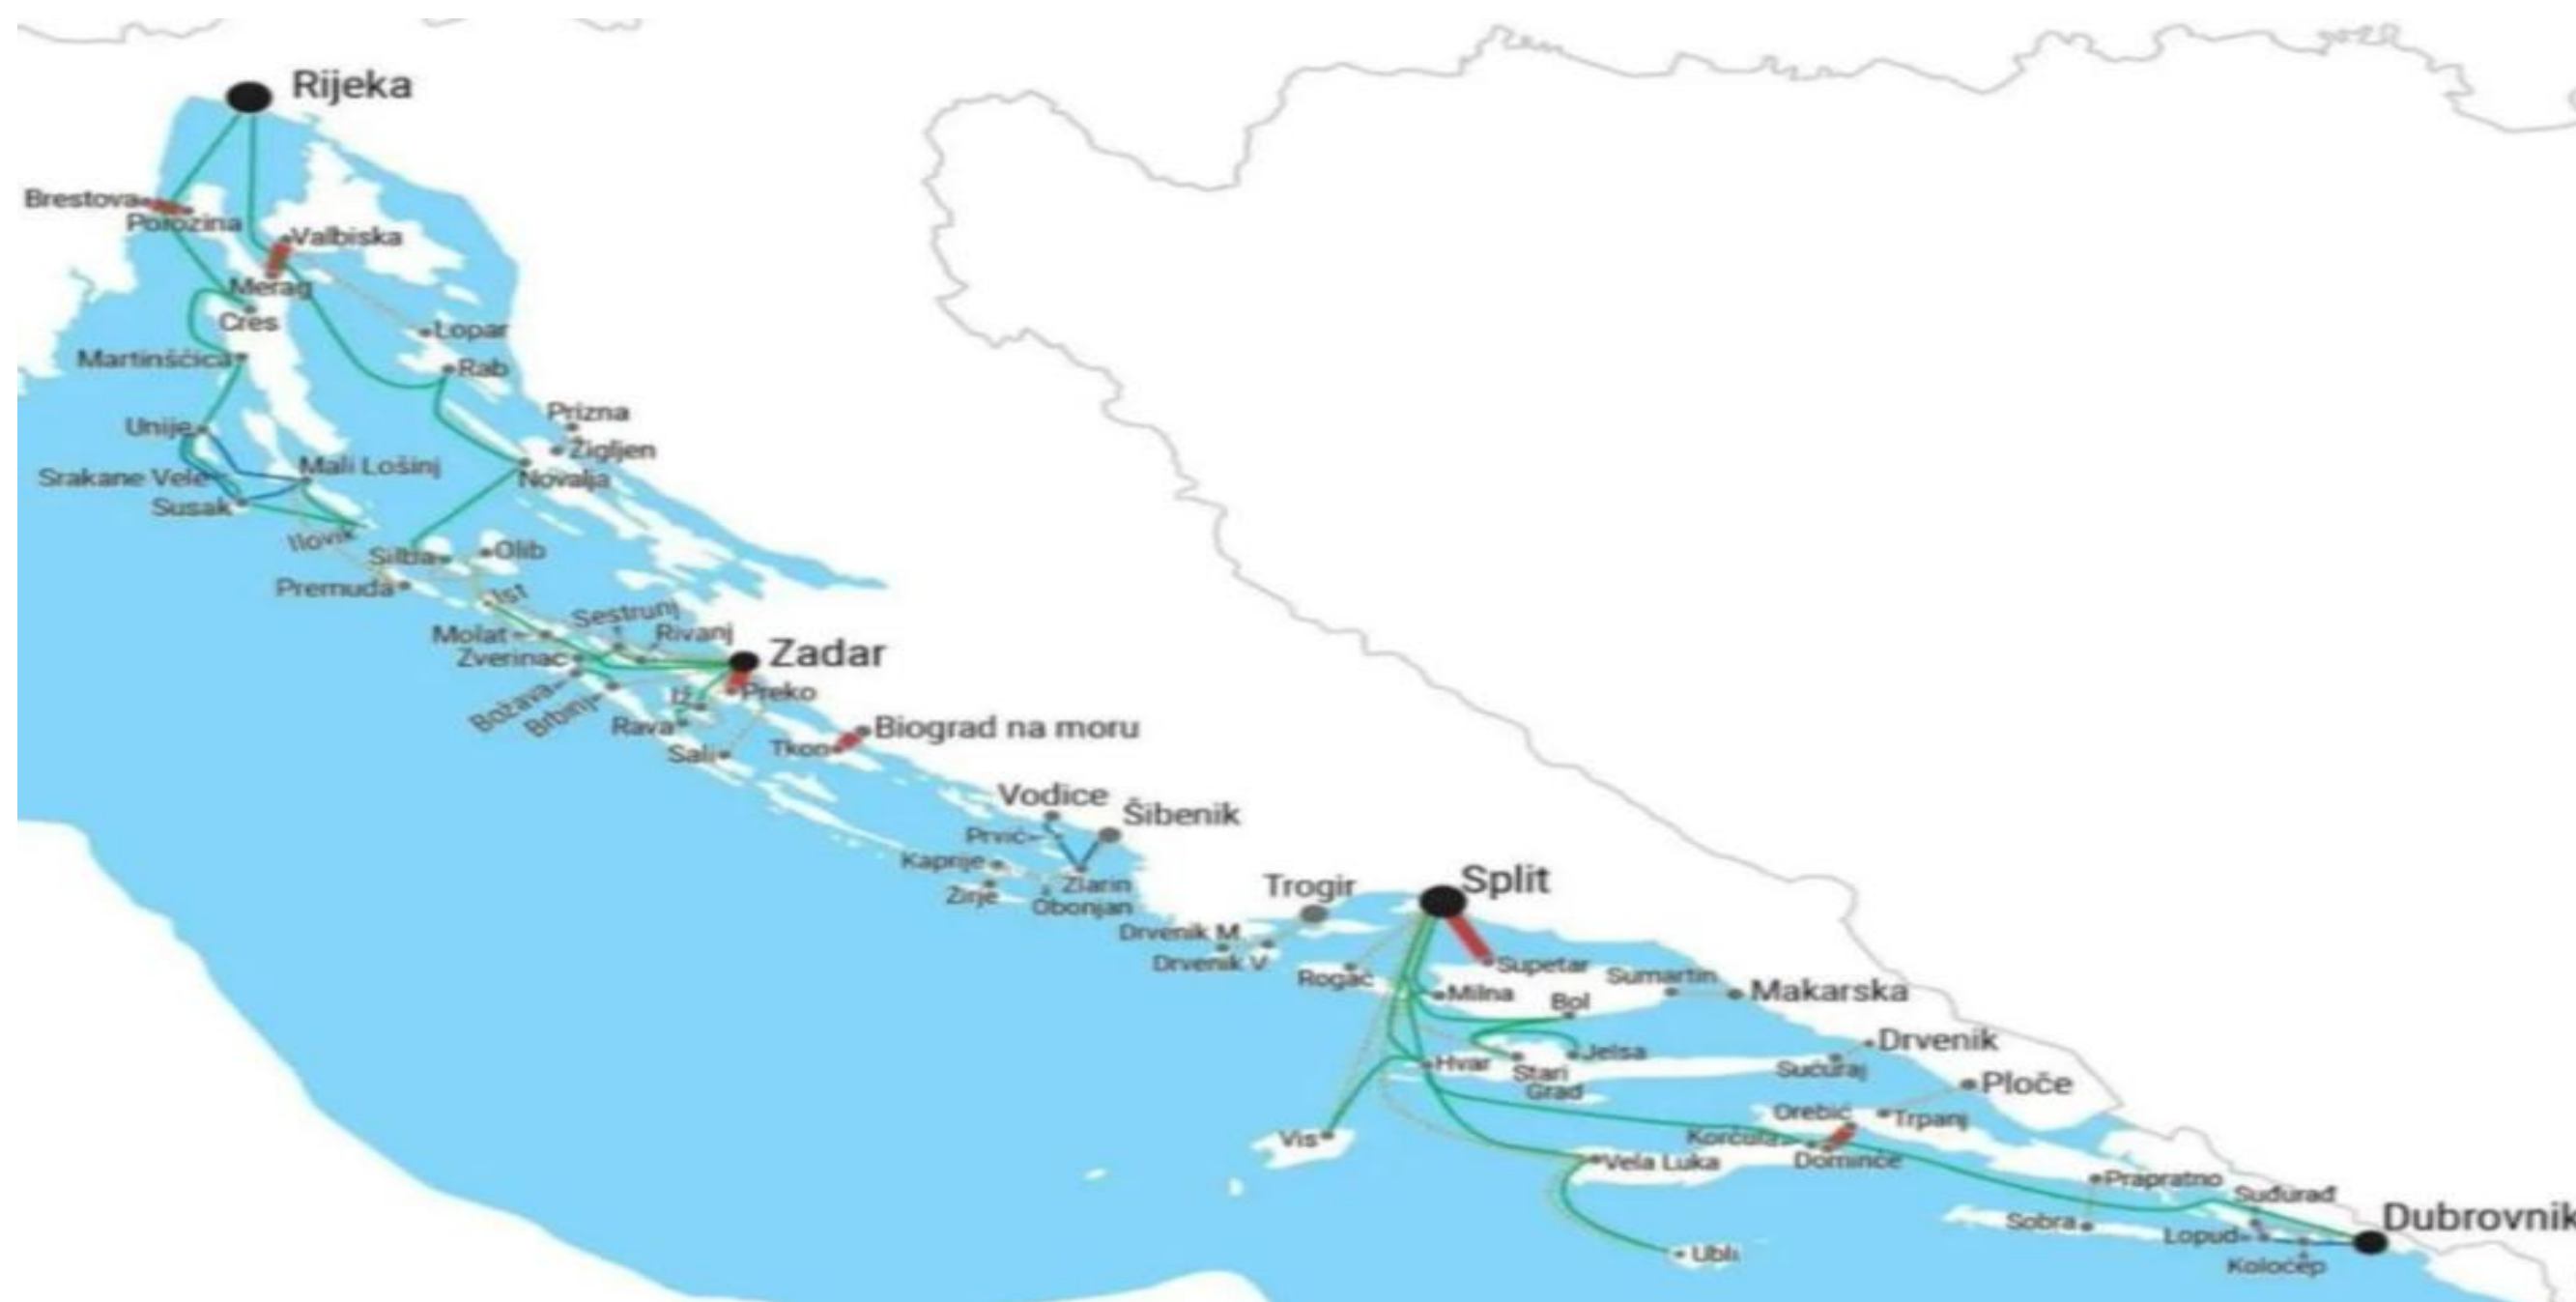 Rijeka
Brestova
Porozina
Valbiska
Merag
Cres
Lopar
Martinšćica
Rab
Prizna
Unije
Žigljen
Mali Lošinj
Novalja
Srakane Vele
Susak
Ilovik
Silba
Olib
Premuda
Ist
Sestrunj
Molat
Rivanj
Zverinac
Zadar
Božava
Brbinj
Iž
Preko
Rava
Sali
Tkon
Biograd na moru
Vodice
Šibenik
Prvić
Kaprije
Zlarin
Žirje
Obonjan
Trogir
Split
Drvenik M
Drvenik V
Rogač
Supetar
Sumartin
Milna
Bol
Makarska
Drvenik
Hvar
Stari
Grad
Jelsa
Sućuraj
Ploče
Orebić
Trpanj
Vis
Korčula
Dominče
Vela Luka
Prapratno
Suđurađ
Sobra
Lopud
Dubrovnik
Ubli
Koločep